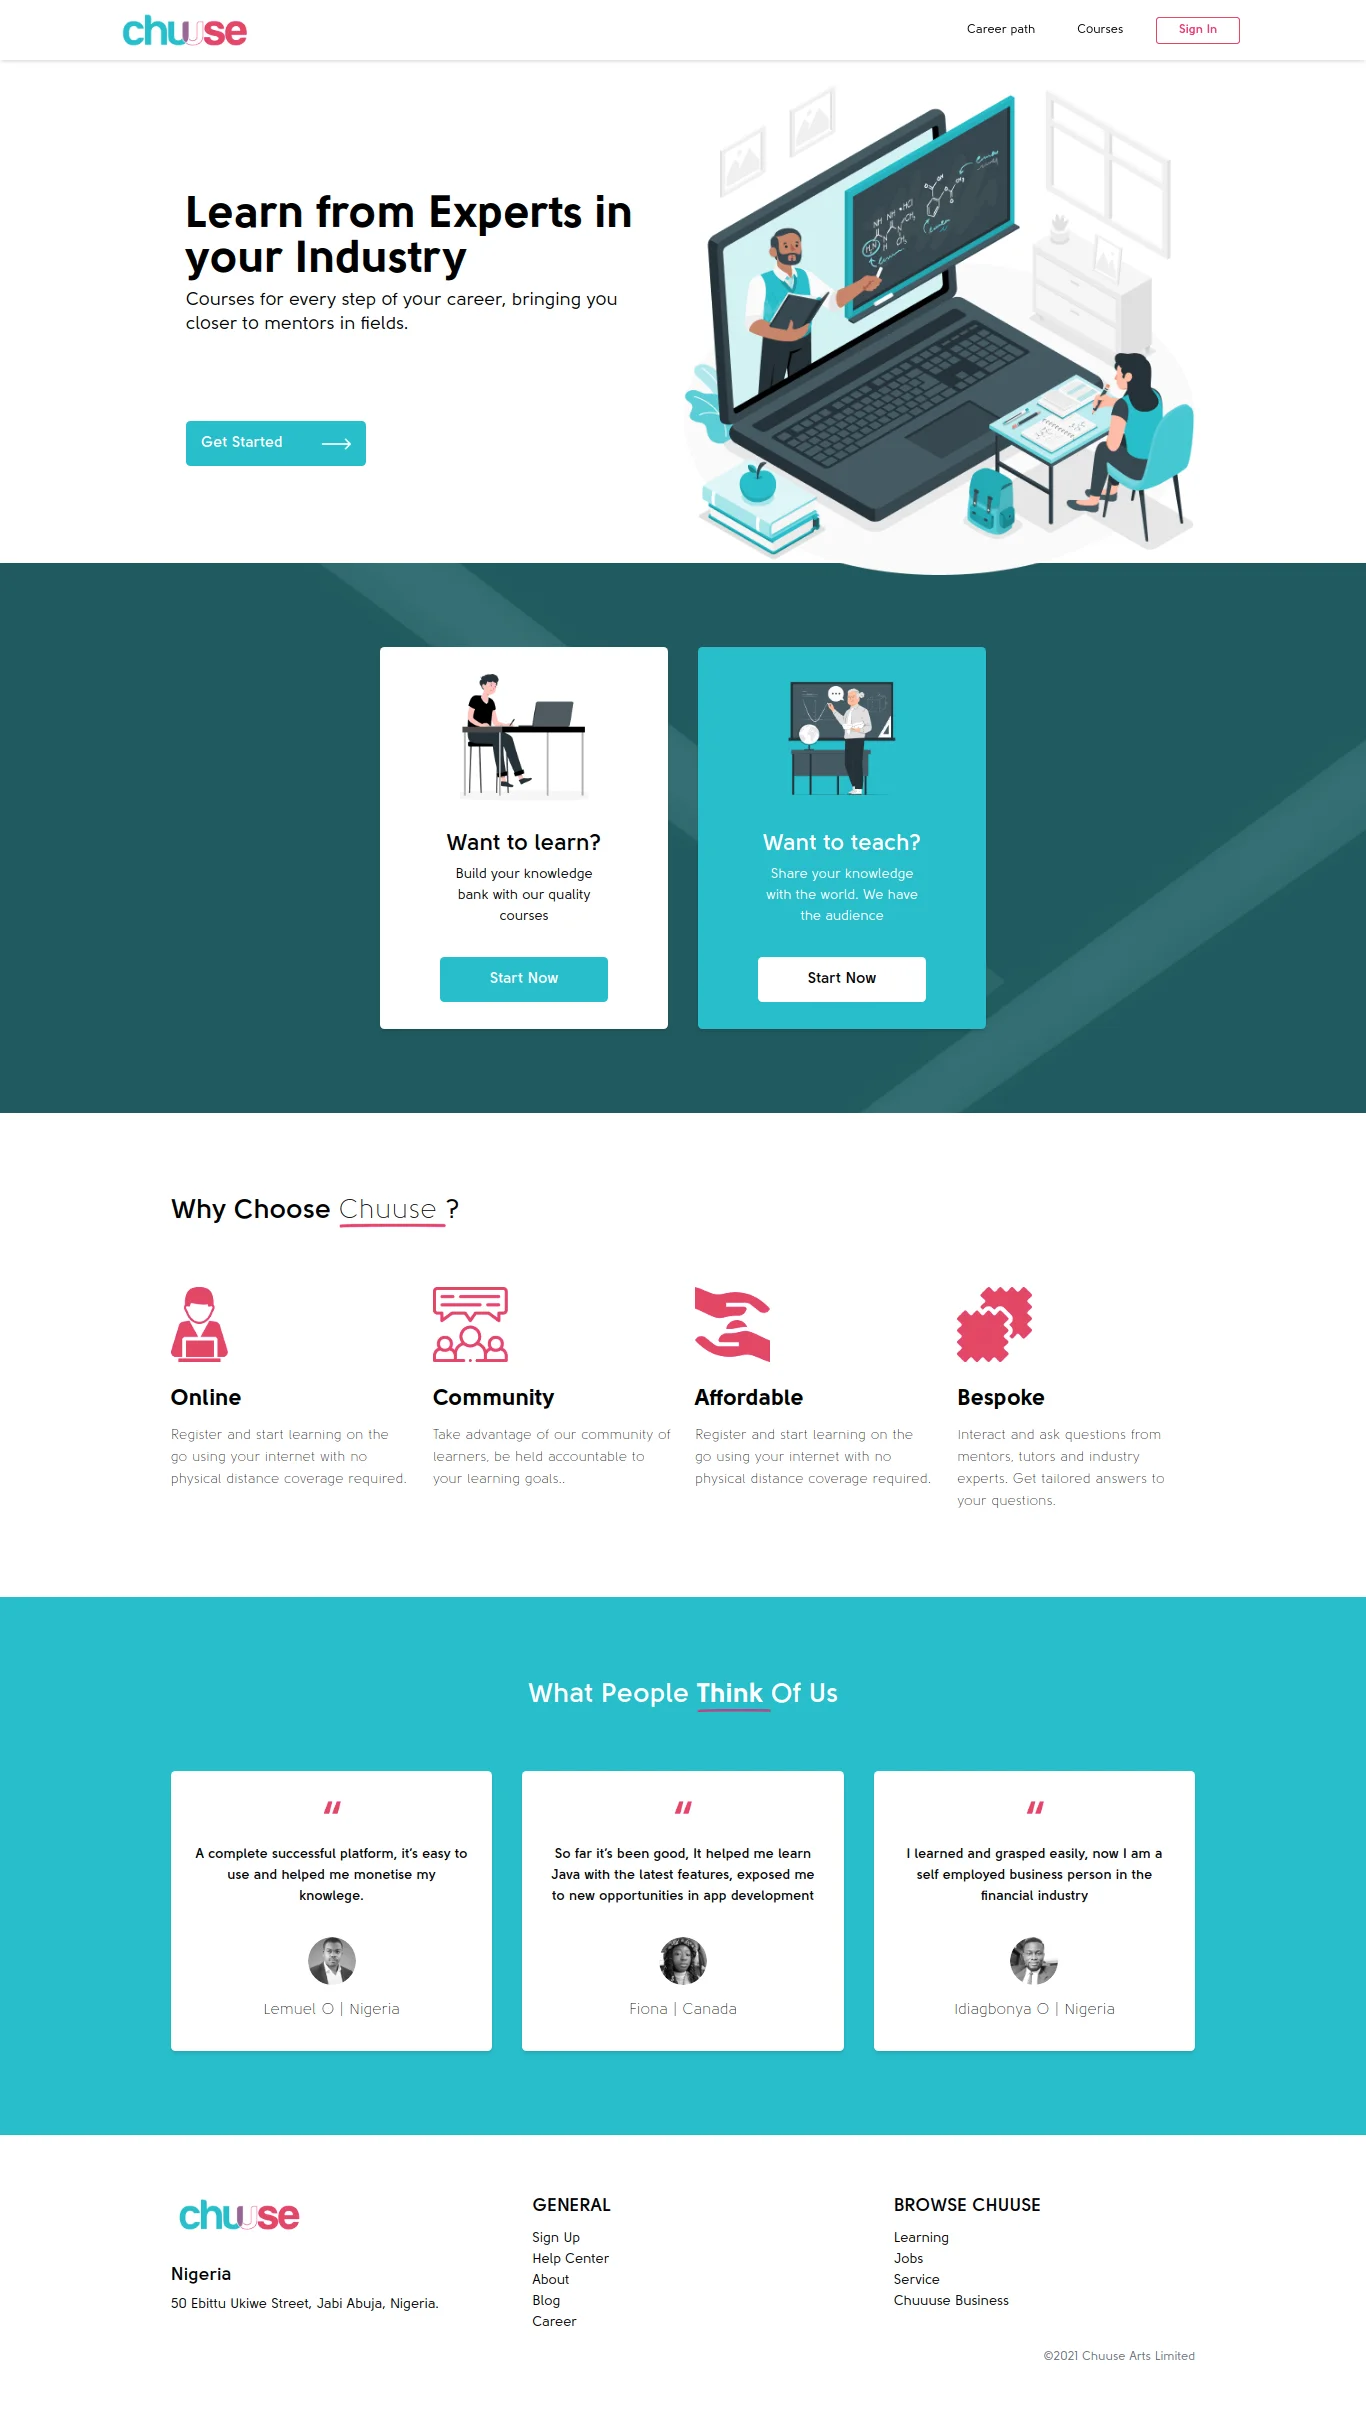 chuuse
Career path
Courses
Sign In
Learn from Experts in
your Industry
Courses for every step of your career, bringing you
closer to mentors in fields.
Get Started
Want to learn?
Build your knowledge
bank with our quality
courses
Start Now
Want to teach?
Share your knowledge
with the world. We have
the audience
Start Now
Why Choose Chuuse ?
Online
Register and start learning on the
go using your internet with no
physical distance coverage required.
Community
Take advantage of our community of
learners, be held accountable to
your learning goals..
Affordable
Register and start learning on the
go using your internet with no
physical distance coverage required.
Bespoke
Interact and ask questions from
mentors, tutors and industry
experts. Get tailored answers to
your questions.
What People Think Of Us
“
A complete successful platform, it’s easy to
use and helped me monetise my
knowlege.
Lemuel O | Nigeria
“
So far it’s been good, It helped me learn
Java with the latest features, exposed me
to new opportunities in app development
Fiona | Canada
“
I learned and grasped easily, now I am a
self employed business person in the
financial industry
Idiagbonya O | Nigeria
chuuse
Nigeria
50 Ebittu Ukiwe Street, Jabi Abuja, Nigeria.
GENERAL
Sign Up
Help Center
About
Blog
Career
BROWSE CHUUSE
Learning
Jobs
Service
Chuuuse Business
©2021 Chuuse Arts Limited